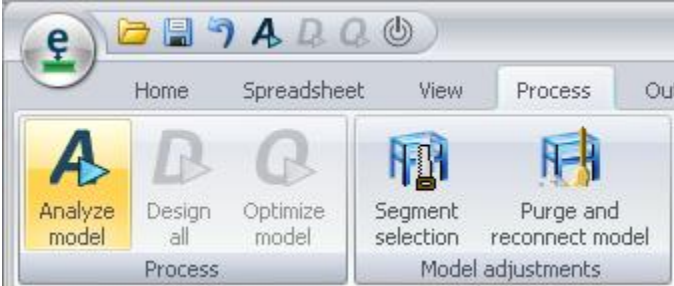 e A D Q
Home Spreadsheet View Process Ou
A D Q
Analyze Design Optimize Segment Purge and
model all model selection reconnect model
Process Model adjustments